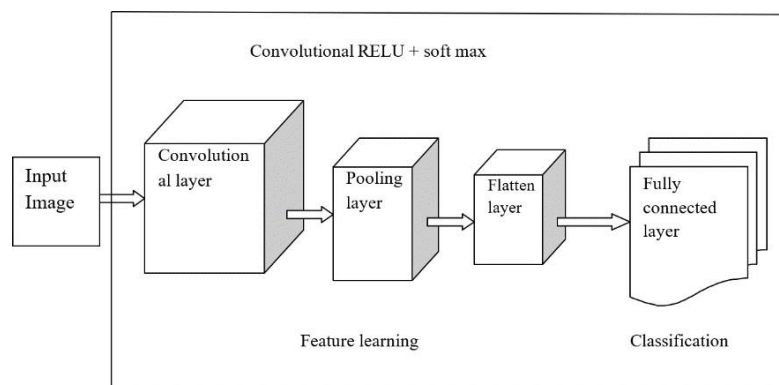 Convolutional RELU + soft max
Input
Image
Convolution
al layer
Pooling
layer
Flatten
layer
Fully
connected
layer
Feature learning
Classification